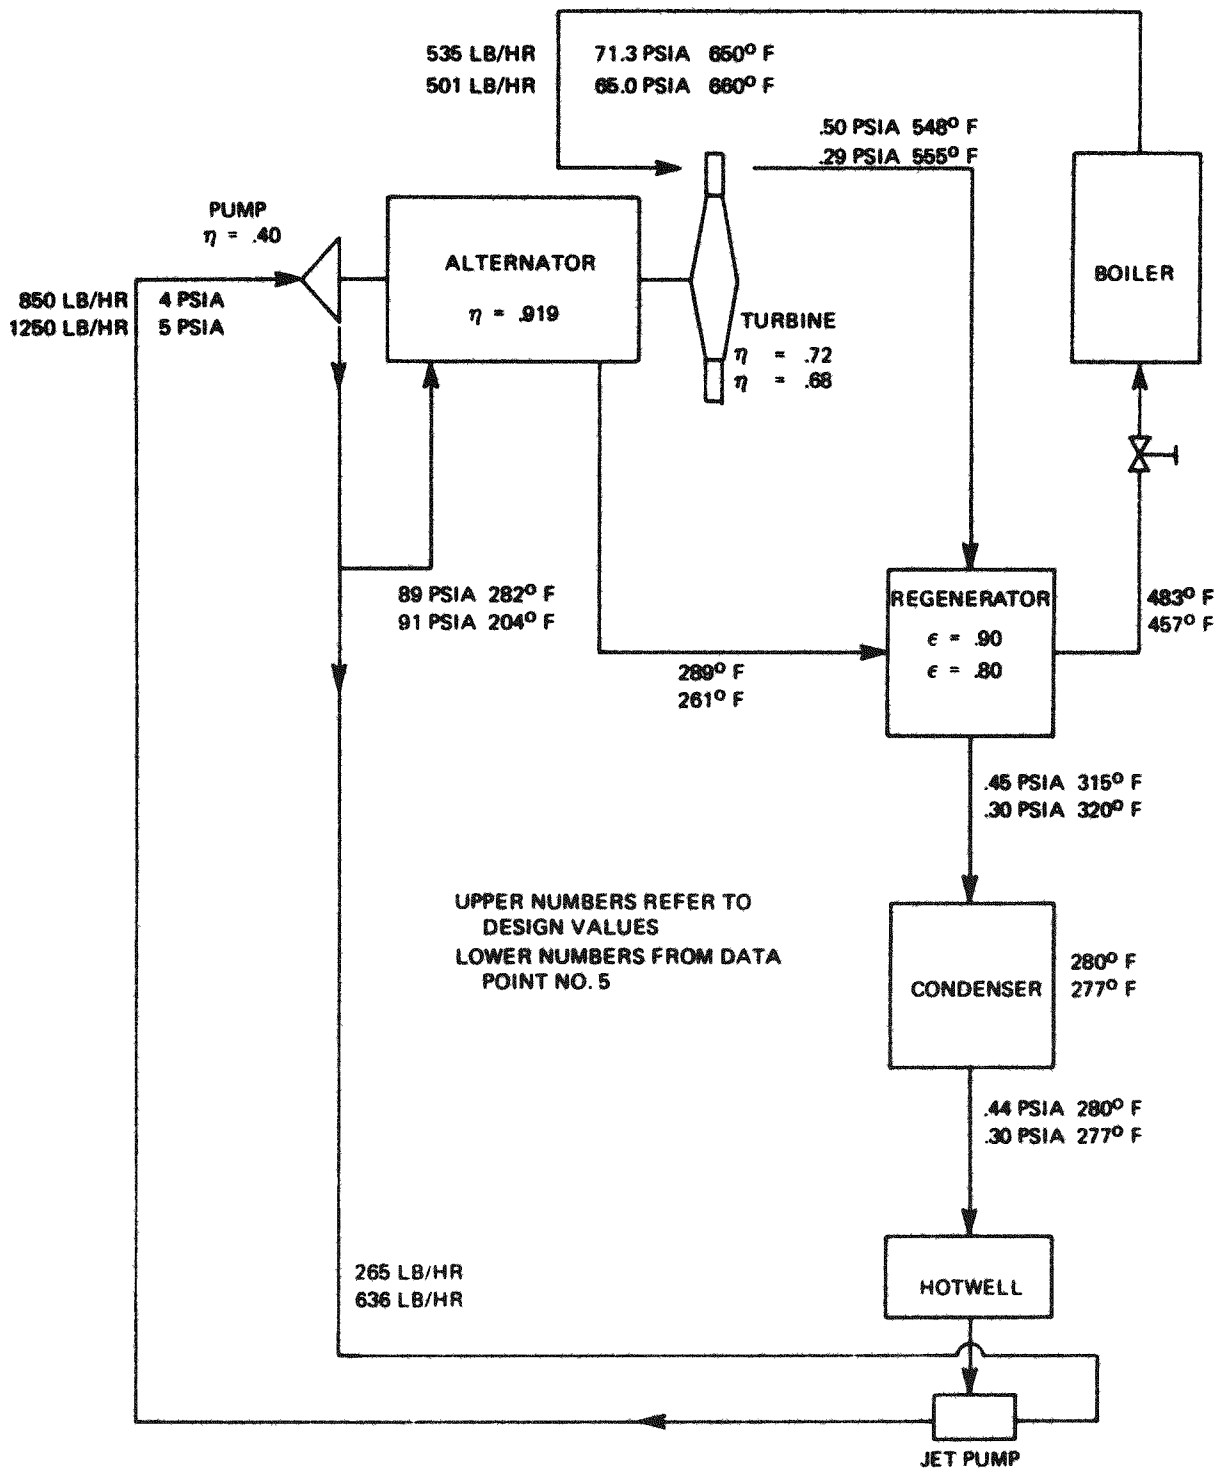 535 LB/HR 71.3 PSIA 650° F
501 LB/HR 65.0 PSIA 660° F
.50 PSIA 548° F
.29 PSIA 555° F
PUMP
η = .40
ALTERNATOR
η = .919
BOILER
850 LB/HR 4 PSIA
1250 LB/HR 5 PSIA
TURBINE
η = .72
η = .68
89 PSIA 282° F
91 PSIA 204° F
REGENERATOR
ε = .90
ε = .80
483° F
457° F
289° F
261° F
.45 PSIA 315° F
.30 PSIA 320° F
UPPER NUMBERS REFER TO
DESIGN VALUES
LOWER NUMBERS FROM DATA
POINT NO. 5
CONDENSER
280° F
277° F
.44 PSIA 280° F
.30 PSIA 277° F
265 LB/HR
636 LB/HR
HOTWELL
JET PUMP